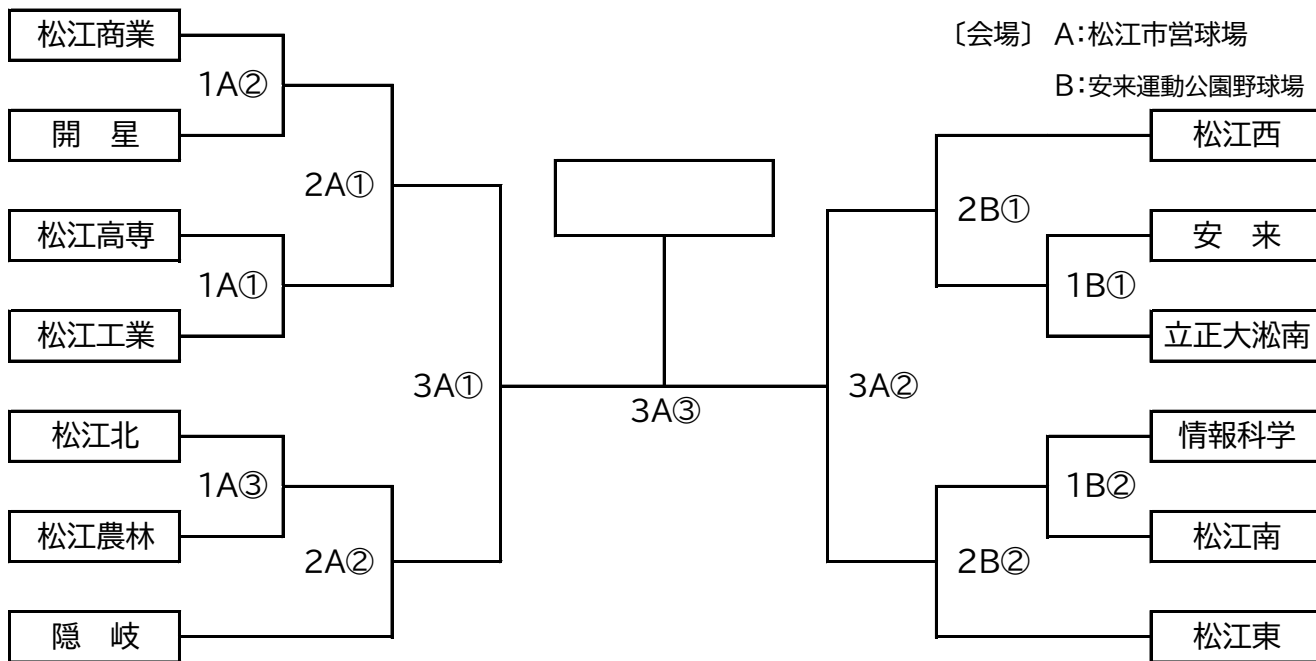 〔会場〕 A:松江市営球場
B:安来運動公園野球場
松江商業
1A②
開　星
2A①
松江高専
1A①
松江工業
3A①
松江北
1A③
松江農林
2A②
隠　岐
3A③
松江西
2B①
安　来
1B①
立正大淞南
3A②
情報科学
1B②
松江南
2B②
松江東